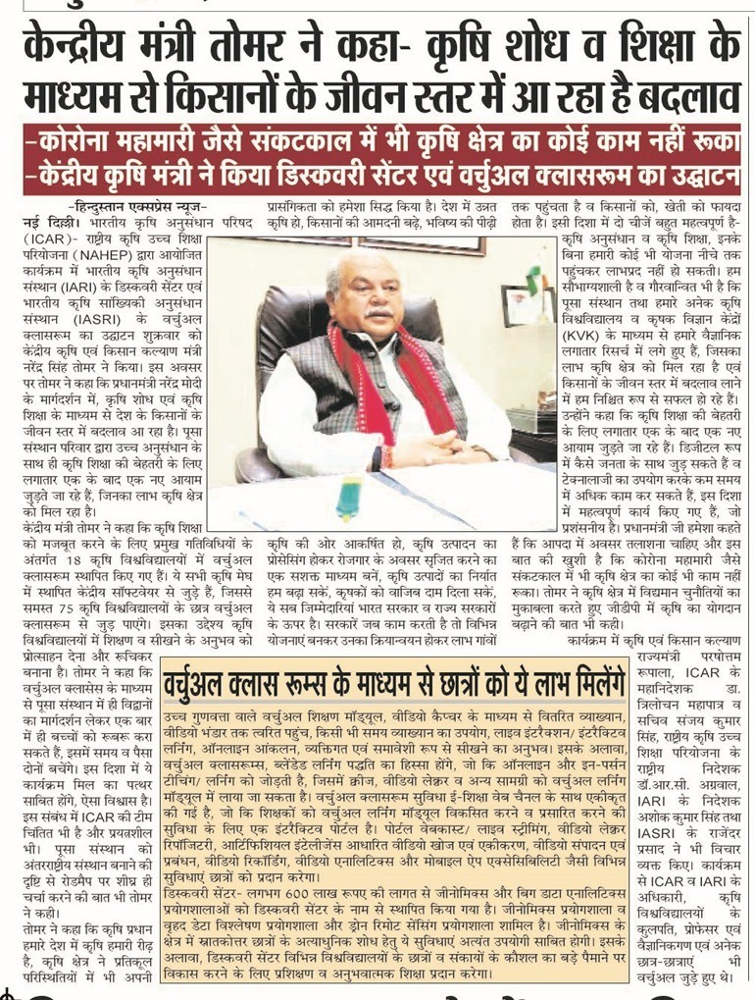 केन्द्रीय मंत्री तोमर ने कहा- कृषि शोध व शिक्षा के
माध्यम से किसानों के जीवन स्तर में आ रहा है बदलाव
-कोरोना महामारी जैसे संकटकाल में भी कृषि क्षेत्र का कोई काम नहीं रूका
-केंद्रीय कृषि मंत्री ने किया डिस्कवरी सेंटर एवं वर्चुअल क्लासरूम का उद्घाटन
-हिन्दुस्तान एक्सप्रेस न्यूज-
नई दिल्ली। भारतीय कृषि अनुसंधान परिषद
(ICAR)- राष्ट्रीय कृषि उच्च शिक्षा
परियोजना (NAHEP) द्वारा आयोजित
कार्यक्रम में भारतीय कृषि अनुसंधान
संस्थान (IARI) के डिस्कवरी सेंटर एवं
भारतीय कृषि सांख्यिकी अनुसंधान
संस्थान (IASRI) के वर्चुअल
क्लासरूम का उद्घाटन शुक्रवार को
केंद्रीय कृषि एवं किसान कल्याण मंत्री
नरेंद्र सिंह तोमर ने किया। इस अवसर
पर तोमर ने कहा कि प्रधानमंत्री नरेंद्र मोदी
के मार्गदर्शन में, कृषि शोध एवं कृषि
शिक्षा के माध्यम से देश के किसानों के
जीवन स्तर में बदलाव आ रहा है। पूसा
संस्थान परिवार द्वारा उच्च अनुसंधान के
साथ ही कृषि शिक्षा की बेहतरी के लिए
लगातार एक के बाद एक नए आयाम
जुड़ते जा रहे हैं, जिनका लाभ कृषि क्षेत्र
को मिल रहा है।
केंद्रीय मंत्री तोमर ने कहा कि कृषि शिक्षा
को मजबूत करने के लिए प्रमुख गतिविधियों के
अंतर्गत 18 कृषि विश्वविद्यालयों में वर्चुअल
क्लासरूम स्थापित किए गए हैं। ये सभी कृषि मेघ
में स्थापित केंद्रीय सॉफ्टवेयर से जुड़े हैं, जिससे
समस्त 75 कृषि विश्वविद्यालयों के छात्र वर्चुअल
क्लासरूम से जुड़ पाएंगे। इसका उद्देश्य कृषि
विश्वविद्यालयों में शिक्षण व सीखने के अनुभव को
प्रोत्साहन देना और रूचिकर
बनाना है। तोमर ने कहा कि
वर्चुअल क्लासेस के माध्यम
से पूसा संस्थान में ही विद्वानों
का मार्गदर्शन लेकर एक बार
में ही बच्चों को रूबरू करा
सकते हैं, इसमें समय व पैसा
दोनों बचेंगे। इस दिशा में ये
कार्यक्रम मिल का पत्थर
साबित होंगे, ऐसा विश्वास है।
इस संबंध में ICAR की टीम
चिंतित भी है और प्रयत्नशील
भी। पूसा संस्थान को
अंतरराष्ट्रीय संस्थान बनाने की
दृष्टि से रोडमैप पर शीघ्र ही
चर्चा करने की बात भी तोमर
ने कही।
तोमर ने कहा कि कृषि प्रधान
हमारे देश में कृषि हमारी रीढ़
है, कृषि क्षेत्र ने प्रतिकूल
परिस्थितियों में भी अपनी
प्रासंगिकता को हमेशा सिद्ध किया है। देश में उन्नत
कृषि हो, किसानों की आमदनी बढ़े, भविष्य की पीढ़ी
कृषि की ओर आकर्षित हो, कृषि उत्पादन का
प्रोसेसिंग होकर रोजगार के अवसर सृजित करने का
एक सशक्त माध्यम बनें, कृषि उत्पादों का निर्यात
हम बढ़ा सकें, कृषकों को वाजिब दाम दिला सकें,
ये सब जिम्मेदारियां भारत सरकार व राज्य सरकारों
के ऊपर है। सरकारें जब काम करती है तो विभिन्न
योजनाएं बनकर उनका क्रियान्वयन होकर लाभ गांवों
तक पहुंचता है व किसानों को, खेती को फायदा
होता है। इसी दिशा में दो चीजें बहुत महत्वपूर्ण है-
कृषि अनुसंधान व कृषि शिक्षा, इनके
बिना हमारी कोई भी योजना नीचे तक
पहुंचकर लाभप्रद नहीं हो सकती। हम
सौभाग्यशाली है व गौरवान्वित भी है कि
पूसा संस्थान तथा हमारे अनेक कृषि
विश्वविद्यालय व कृषक विज्ञान केंद्रों
(KVK) के माध्यम से हमारे वैज्ञानिक
लगातार रिसर्च में लगे हुए हैं, जिसका
लाभ कृषि क्षेत्र को मिल रहा है एवं
किसानों के जीवन स्तर में बदलाव लाने
में हम निश्चित रूप से सफल हो रहे हैं।
उन्होंने कहा कि कृषि शिक्षा की बेहतरी
के लिए लगातार एक के बाद एक नए
आयाम जुड़ते जा रहे हैं। डिजीटल रूप
में कैसे जनता के साथ जुड़ सकते हैं व
टेक्नालाजी का उपयोग करके कम समय
में अधिक काम कर सकते हैं, इस दिशा
में महत्वपूर्ण कार्य किए गए हैं, जो
प्रशंसनीय है। प्रधानमंत्री जी हमेशा कहते
हैं कि आपदा में अवसर तलाशना चाहिए और इस
बात की खुशी है कि कोरोना महामारी जैसे
संकटकाल में भी कृषि क्षेत्र का कोई भी काम नहीं
रूका। तोमर ने कृषि क्षेत्र में विद्यमान चुनौतियों का
मुकाबला करते हुए जीडीपी में कृषि का योगदान
बढ़ाने की बात भी कही।
कार्यक्रम में कृषि एवं किसान कल्याण
राज्यमंत्री परषोत्तम
रूपाला, ICAR के
महानिदेशक डा.
त्रिलोचन महापात्र व
सचिव संजय कुमार
सिंह, राष्ट्रीय कृषि उच्च
शिक्षा परियोजना के
राष्ट्रीय निदेशक
डॉ.आर.सी. अग्रवाल,
IARI के निदेशक
अशोक कुमार सिंह तथा
IASRI के राजेंदर
प्रसाद ने भी विचार
व्यक्त किए। कार्यक्रम
से ICAR व IARI के
अधिकारी, कृषि
विश्वविद्यालयों के
कुलपति, प्रोफेसर एवं
वैज्ञानिकगण एवं अनेक
छात्र-छात्राएं भी
वर्चुअल जुड़े हुए थे।
वर्चुअल क्लास रूम्स के माध्यम से छात्रों को ये लाभ मिलेंगे
उच्च गुणवत्ता वाले वर्चुअल शिक्षण मॉड्यूल, वीडियो कैप्चर के माध्यम से वितरित व्याख्यान,
वीडियो भंडार तक त्वरित पहुंच, किसी भी समय व्याख्यान का उपयोग, लाइव इंटरैक्शन/ इंटरैक्टिव
लर्निंग, ऑनलाइन आंकलन, व्यक्तिगत एवं समावेशी रूप से सीखने का अनुभव। इसके अलावा,
वर्चुअल क्लासरूम्स, ब्लेंडेड लर्निंग पद्धति का हिस्सा होंगे, जो कि ऑनलाइन और इन-पर्सन
टीचिंग/ लर्निंग को जोड़ती है, जिसमें क्रीज, वीडियो लेक्चर व अन्य सामग्री को वर्चुअल लर्निंग
मॉड्यूल में लाया जा सकता है। वर्चुअल क्लासरूम सुविधा ई-शिक्षा वेब चैनल के साथ एकीकृत
की गई है, जो कि शिक्षकों को वर्चुअल लर्निंग मॉड्यूल विकसित करने व प्रसारित करने की
सुविधा के लिए एक इंटरैक्टिव पोर्टल है। पोर्टल वेबकास्ट/ लाइव स्ट्रीमिंग, वीडियो लेक्चर
रिपॉजिटरी, आर्टिफिशियल इंटेलीजेंस आधारित वीडियो खोज एवं एकीकरण, वीडियो संपादन एवं
प्रबंधन, वीडियो रिकॉर्डिंग, वीडियो एनालिटिक्स और मोबाइल ऐप एक्सेसिबिलिटी जैसी विभिन्न
सुविधाएं छात्रों को प्रदान करेगा।
डिस्कवरी सेंटर- लगभग 600 लाख रूपए की लागत से जीनोमिक्स और बिग डाटा एनालिटिक्स
प्रयोगशालाओं को डिस्कवरी सेंटर के नाम से स्थापित किया गया है। जीनोमिक्स प्रयोगशाला व
वृहद डेटा विश्लेषण प्रयोगशाला और ड्रोन रिमोट सेंसिंग प्रयोगशाला शामिल है। जीनोमिक्स के
क्षेत्र में स्नातकोत्तर छात्रों के अत्याधुनिक शोध हेतु ये सुविधाएं अत्यंत उपयोगी साबित होगी। इसके
अलावा, डिस्कवरी सेंटर विभिन्न विश्वविद्यालयों के छात्रों व संकायों के कौशल का बड़े पैमाने पर
विकास करने के लिए प्रशिक्षण व अनुभवात्मक शिक्षा प्रदान करेगा।